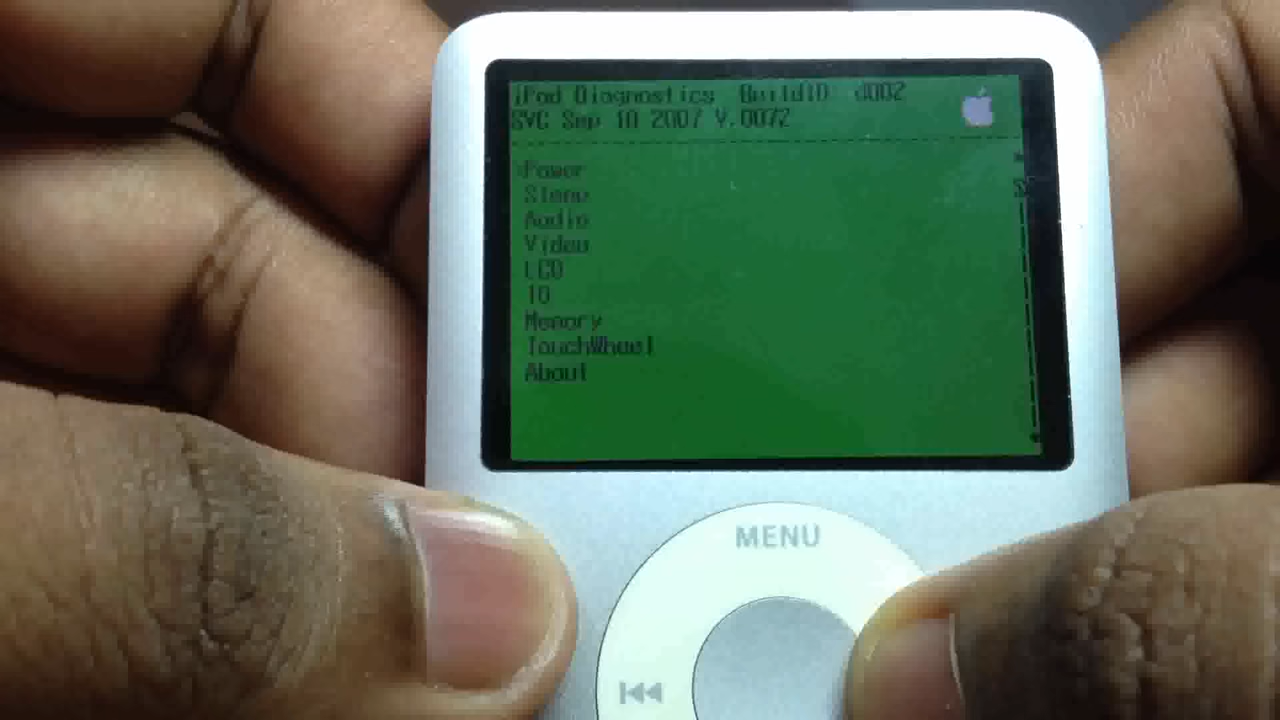 iPod Diagnostics BuildID: d002
SVC Sep 10 2007 V.0072
Power
Sleep
Audio
Video
LCD
IO
Memory
TouchWheel
About
MENU